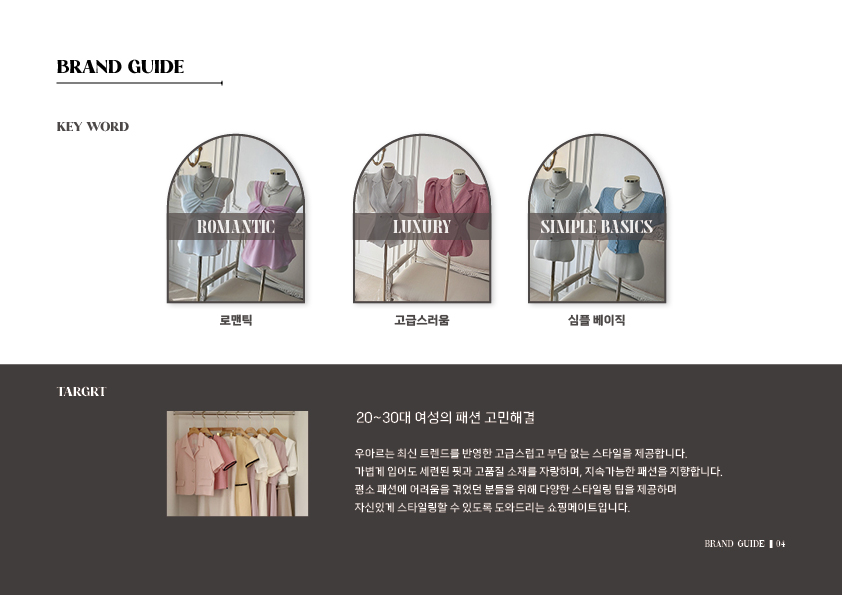 BRAND GUIDE
KEY WORD
ROMANTIC
LUXURY
SIMPLE BASICS
로맨틱
고급스러움
심플 베이직
TARGRT
20~30대 여성의 패션 고민해결
우아르는 최신 트렌드를 반영한 고급스럽고 부담 없는 스타일을 제공합니다.
가볍게 입어도 세련된 핏과 고품질 소재를 자랑하며, 지속가능한 패션을 지향합니다.
평소 패션에 어려움을 겪었던 분들을 위해 다양한 스타일링 팁을 제공하며
자신있게 스타일링할 수 있도록 도와드리는 쇼핑메이트입니다.
BRAND GUIDE 04